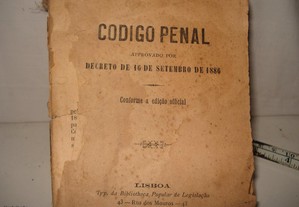 CODIGO PENAL
APPROVADO POR
DECRETO DE 16 DE SETEMBRO DE 1886
Conforme a edição official
LISBOA
Typ. da Bibliotheca Popular de Legislação